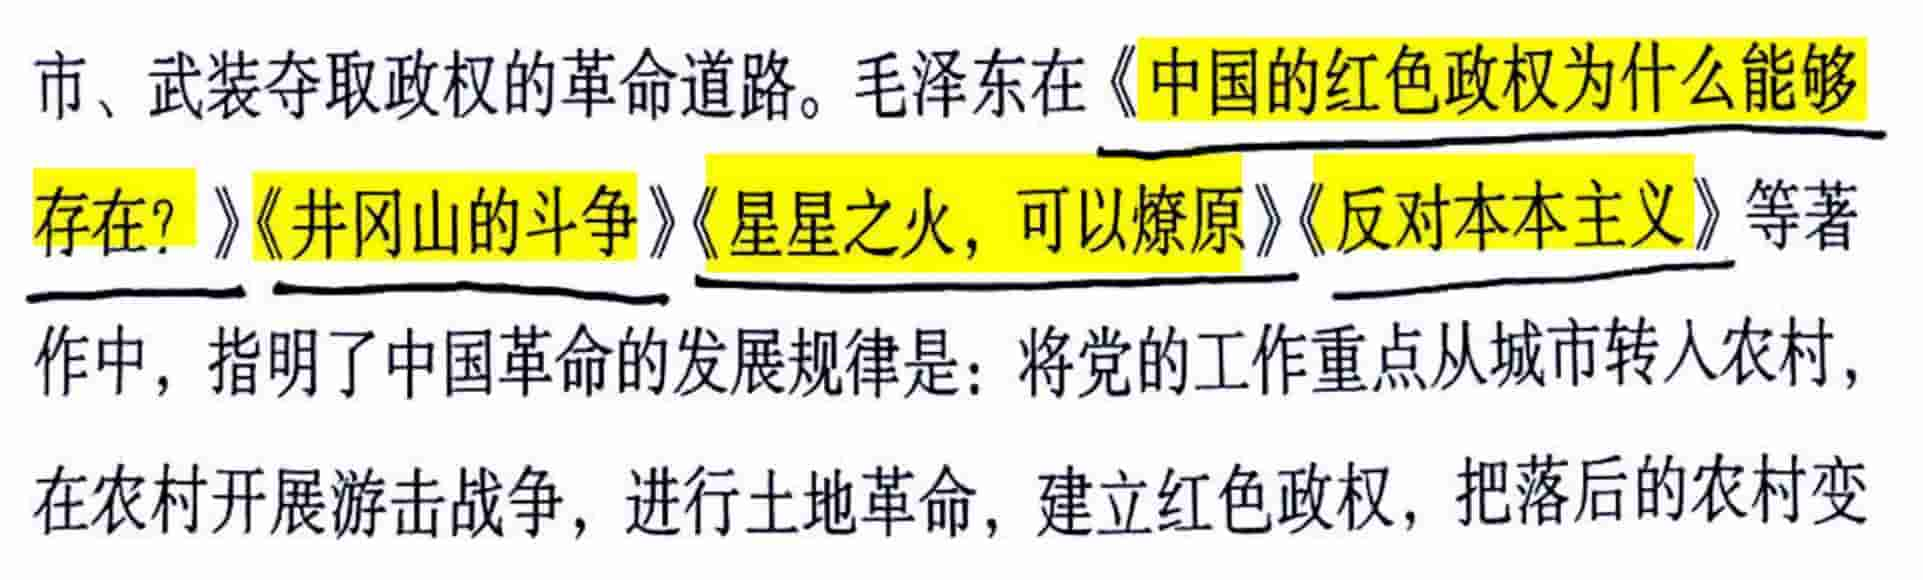 市、武装夺取政权的革命道路。毛泽东在《中国的红色政权为什么能够
存在？》《井冈山的斗争》《星星之火，可以燎原》《反对本本主义》等著
作中，指明了中国革命的发展规律是：将党的工作重点从城市转入农村，
在农村开展游击战争，进行土地革命，建立红色政权，把落后的农村变